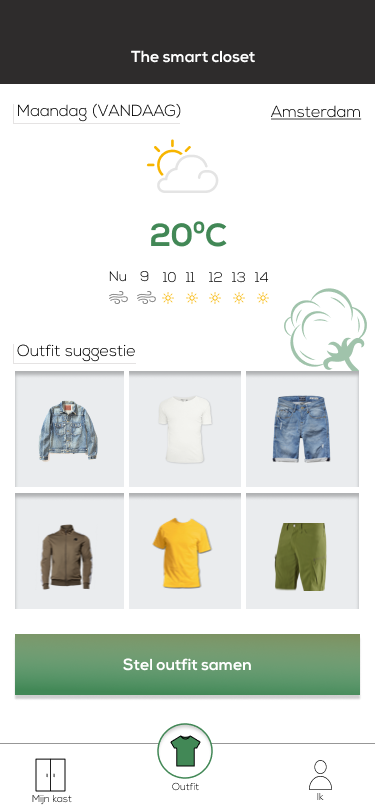 The smart closet
Maandag (VANDAAG) Amsterdam
20°C
Nu 9 10 11 12 13 14
Outfit suggestie
Stel outfit samen
Mijn kast Outfit Ik